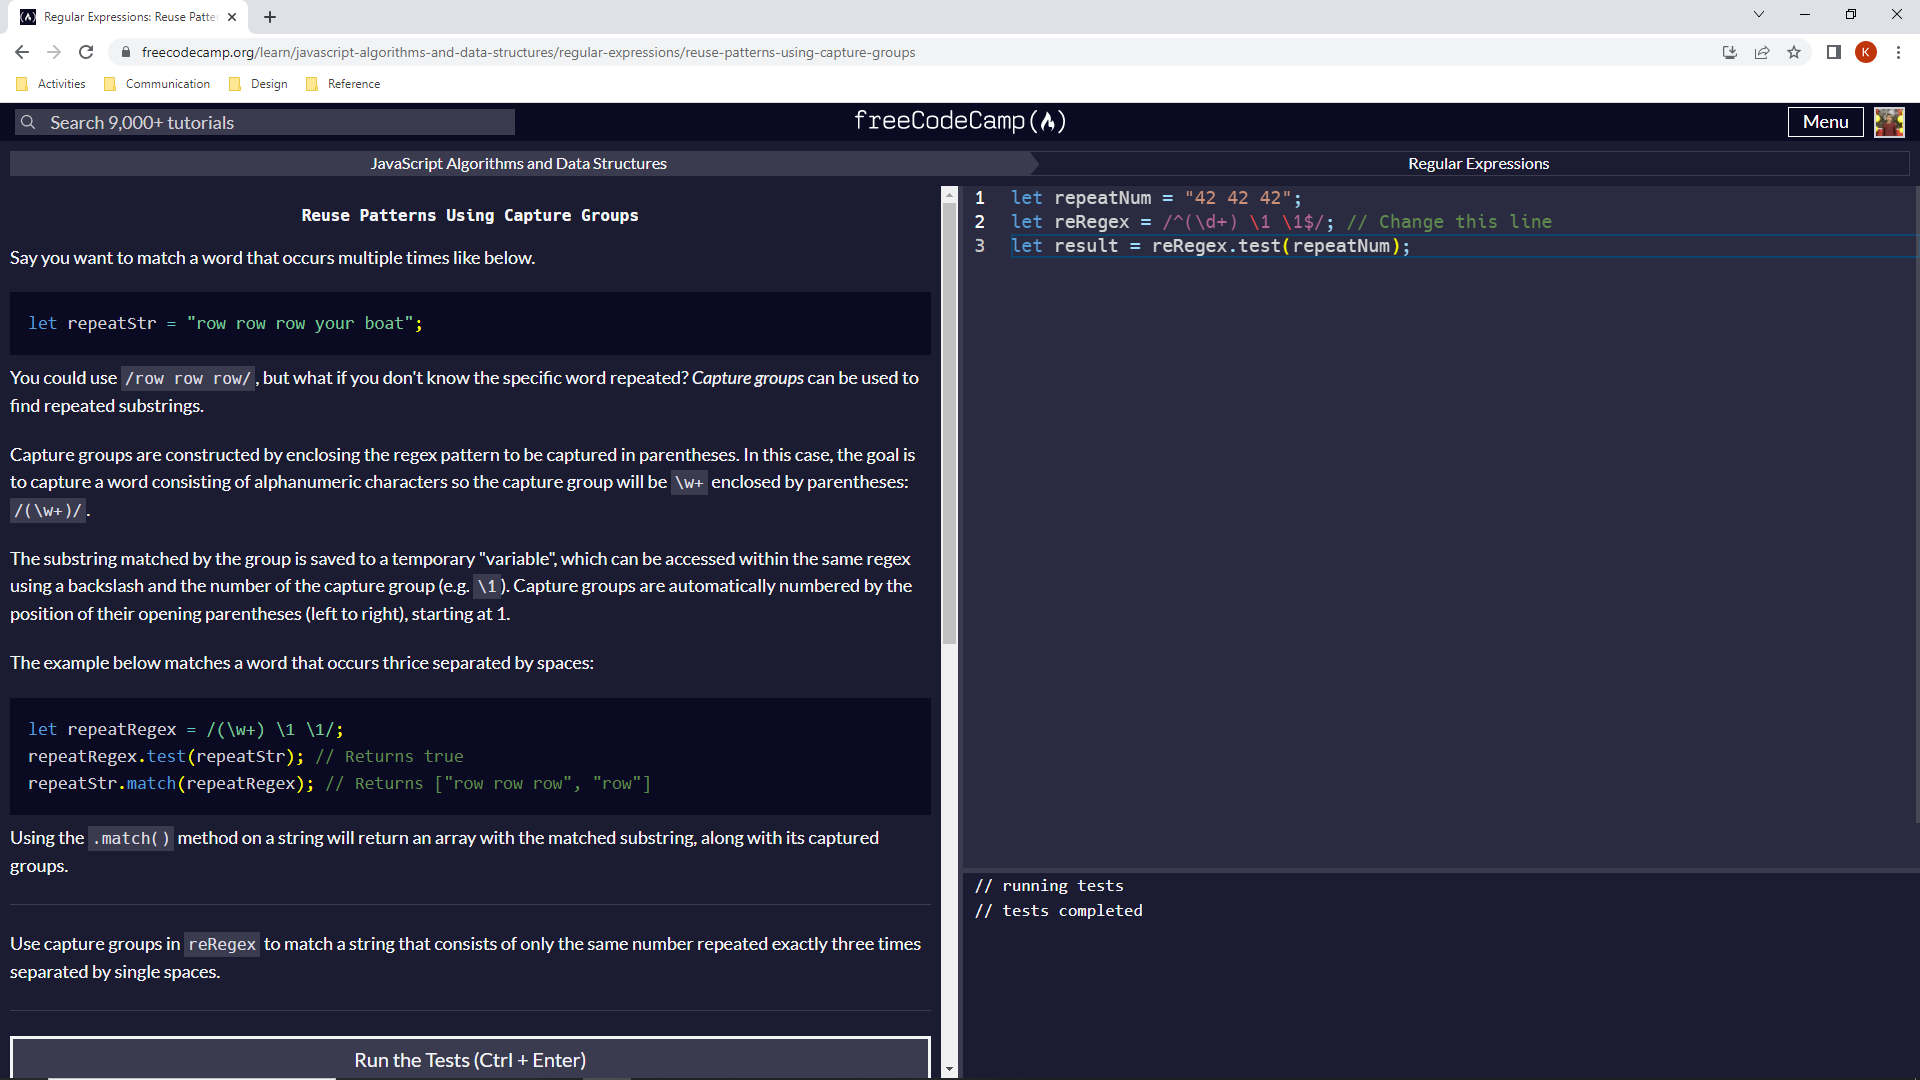 Regular Expressions: Reuse Patte
freecodecamp.org/learn/javascript-algorithms-and-data-structures/regular-expressions/reuse-patterns-using-capture-groups
K
Activities
Communication
Design
Reference
Search 9,000+ tutorials
freeCodeCamp
Menu
JavaScript Algorithms and Data Structures
Regular Expressions
Reuse Patterns Using Capture Groups
Say you want to match a word that occurs multiple times like below.
let repeatStr = "row row row your boat";
You could use /row row row/, but what if you don't know the specific word repeated? Capture groups can be used to
find repeated substrings.
Capture groups are constructed by enclosing the regex pattern to be captured in parentheses. In this case, the goal is
to capture a word consisting of alphanumeric characters so the capture group will be \w+ enclosed by parentheses:
/(\w+)/.
The substring matched by the group is saved to a temporary "variable", which can be accessed within the same regex
using a backslash and the number of the capture group (e.g. \1). Capture groups are automatically numbered by the
position of their opening parentheses (left to right), starting at 1.
The example below matches a word that occurs thrice separated by spaces:
let repeatRegex = /(\w+) \1 \1/;
repeatRegex.test(repeatStr); // Returns true
repeatStr.match(repeatRegex); // Returns ["row row row", "row"]
Using the .match() method on a string will return an array with the matched substring, along with its captured
groups.
Use capture groups in reRegex to match a string that consists of only the same number repeated exactly three times
separated by single spaces.
Run the Tests (Ctrl + Enter)
1 let repeatNum = "42 42 42";
2 let reRegex = /^(\d+) \1 \1$/; // Change this line
3 let result = reRegex.test(repeatNum);
// running tests
// tests completed